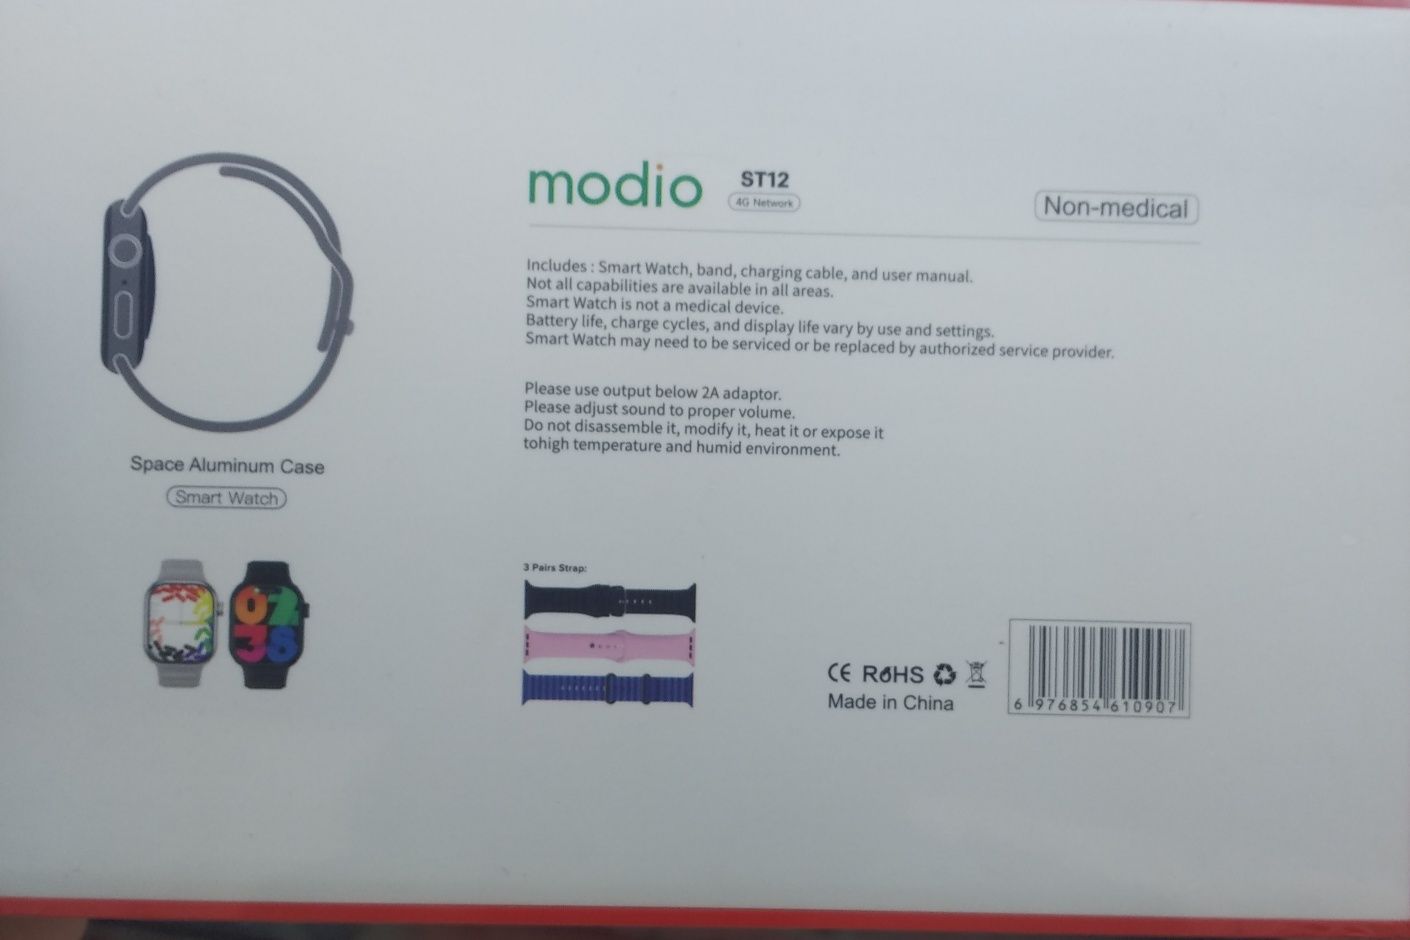 modio ST12
4G Network
Non-medical
Includes : Smart Watch, band, charging cable, and user manual.
Not all capabilities are available in all areas.
Smart Watch is not a medical device.
Battery life, charge cycles, and display life vary by use and settings.
Smart Watch may need to be serviced or be replaced by authorized service provider.
Please use output below 2A adaptor.
Please adjust sound to proper volume.
Do not disassemble it, modify it, heat it or expose it
tohigh temperature and humid environment.
Space Aluminum Case
Smart Watch
02
36
3 Pairs Strap:
CE RoHS
Made in China
6 976854 610907